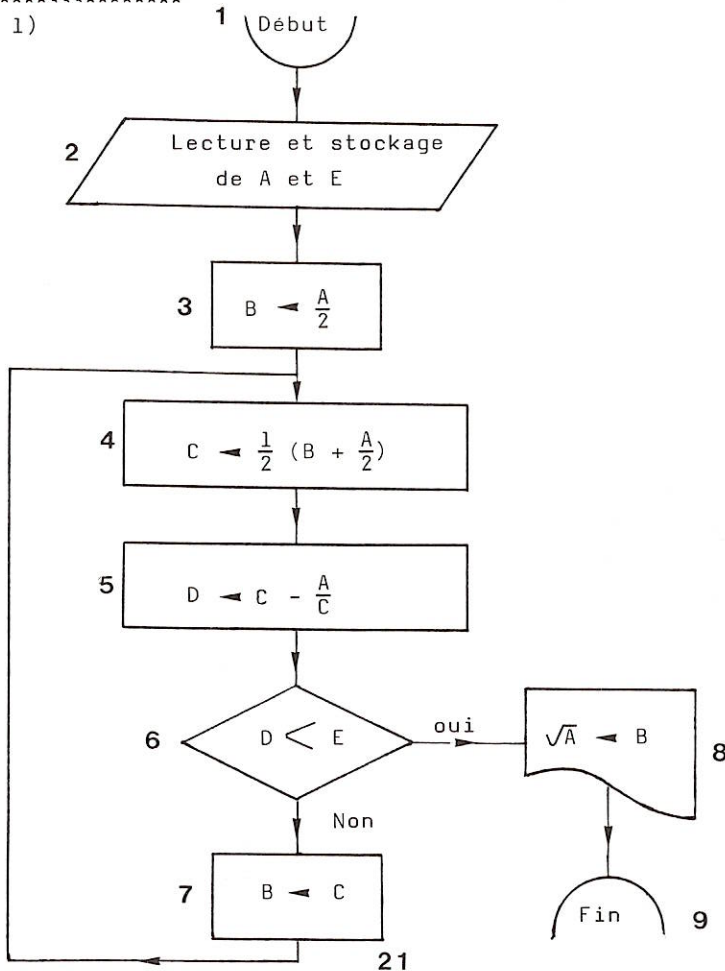 1)
1 Début
2 Lecture et stockage
de A et E
3 B ◄ A/2
4 C ◄ 1/2 (B + A/2)
5 D ◄ C - A/C
6 D < E
oui
√A ◄ B 8
Non
7 B ◄ C
Fin 9
21